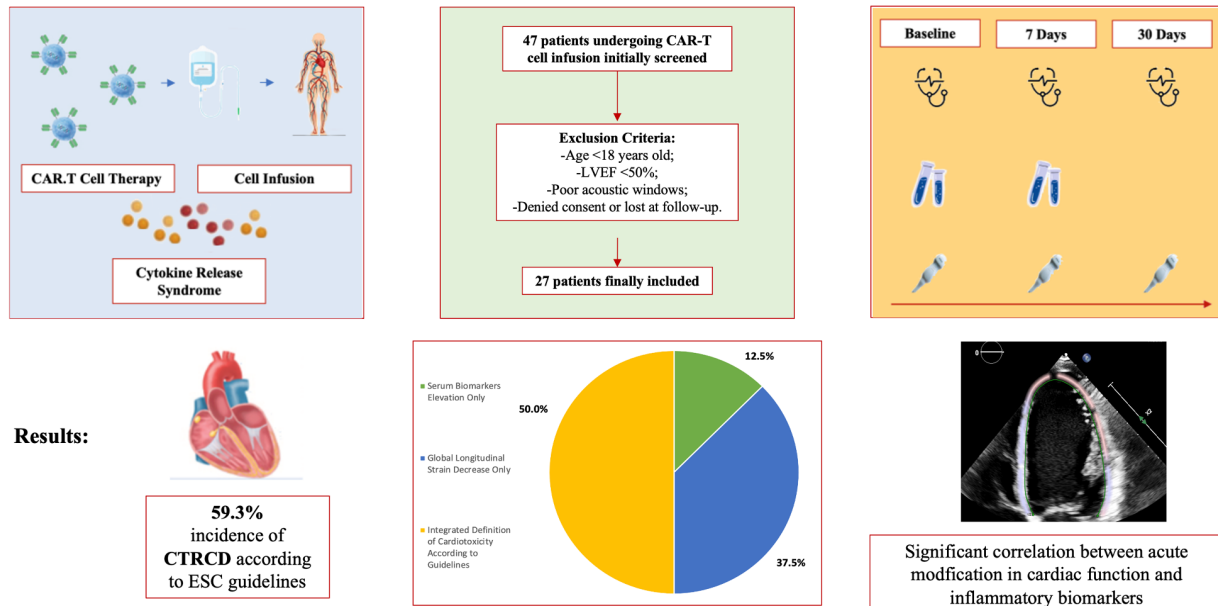 CAR.T Cell Therapy
Cell Infusion
Cytokine Release
Syndrome
47 patients undergoing CAR-T
cell infusion initially screened
Exclusion Criteria:
-Age <18 years old;
-LVEF <50%;
-Poor acoustic windows;
-Denied consent or lost at follow-up.
27 patients finally included
Baseline
7 Days
30 Days
Results:
59.3%
incidence of
CTRCD according
to ESC guidelines
Serum Biomarkers
Elevation Only
Global Longitudinal
Strain Decrease Only
Integrated Definition
of Cardiotoxicity
According to
Guidelines
12.5%
50.0%
37.5%
0
Significant correlation between acute
modfication in cardiac function and
inflammatory biomarkers